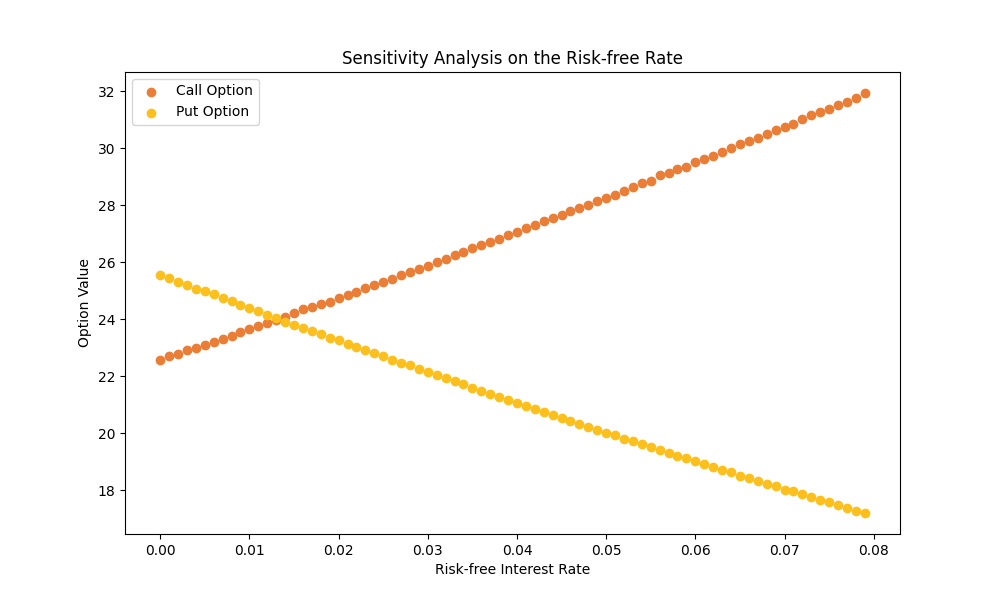 Sensitivity Analysis on the Risk-free Rate
Call Option
Put Option
Option Value
32
30
28
26
24
22
20
18
0.00 0.01 0.02 0.03 0.04 0.05 0.06 0.07 0.08
Risk-free Interest Rate